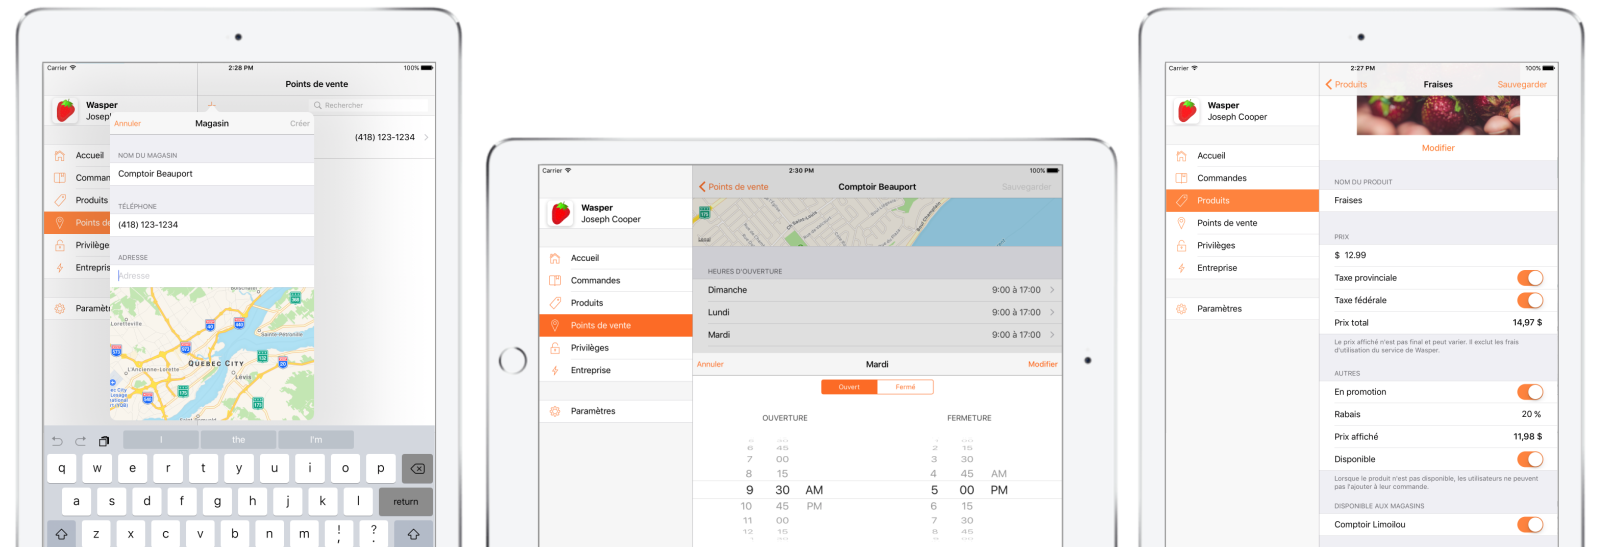 Carrier
2:28 PM
100%
Points de vente
Wasper
Joseph
Rechercher
Annuler
Magasin
Créer
(418) 123-1234
Accueil
NOM DU MAGASIN
Comptoir Beauport
Produits
TÉLÉPHONE
(418) 123-1234
ADRESSE
Adresse
Loretteville
Sainte-Pétronille
QUEBEC CITY
L'Ancienne-Lorette
Lévis
I
the
I'm
q w e r t y u i o p
a s d f g h j k l return
z x c v b n m ! , ? .
Carrier
2:30 PM
100%
Points de vente
Comptoir Beauport
Sauvegarder
Wasper
Joseph Cooper
Accueil
Commandes
Produits
Points de vente
Privilèges
Entreprise
Paramètres
HEURES D'OUVERTURE
Dimanche
9:00 à 17:00
Lundi
9:00 à 17:00
Mardi
9:00 à 17:00
Annuler
Mardi
Modifier
Ouvert
Fermé
OUVERTURE
FERMETURE
6 45
2 15
7 00
3 30
8 15
4 45 AM
9 30 AM
5 00 PM
10 45 PM
6 15
11 00
7 30
12 15
8 45
Carrier
2:27 PM
100%
Produits
Fraises
Sauvegarder
Wasper
Joseph Cooper
Accueil
Commandes
Produits
Points de vente
Privilèges
Entreprise
Paramètres
Modifier
NOM DU PRODUIT
Fraises
PRIX
$ 12.99
Taxe provinciale
Taxe fédérale
Prix total
14,97 $
Le prix affiché n'est pas final et peut varier. Il exclut les frais
d'utilisation du service de Wasper.
AUTRES
En promotion
Rabais
20 %
Prix affiché
11,98 $
Disponible
Lorsque le produit n'est pas disponible, les utilisateurs ne peuvent
pas l'ajouter à leur commande.
DISPONIBLE AUX MAGASINS
Comptoir Limoilou